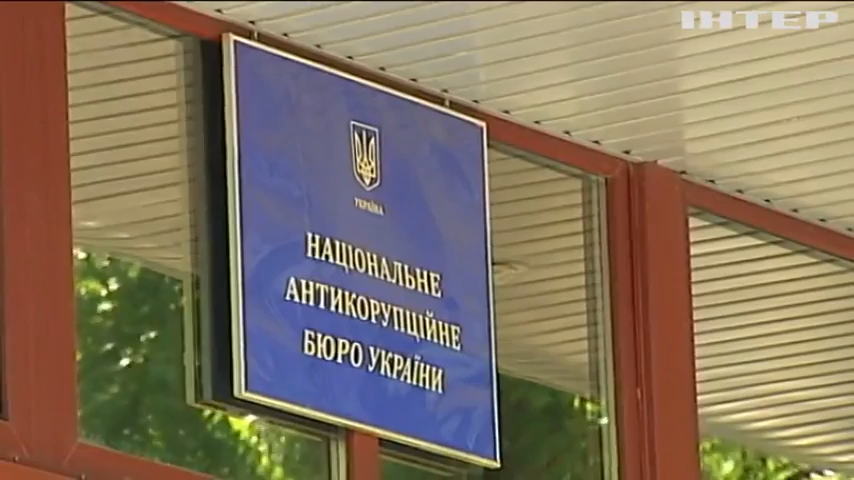 ІНТЕР
УКРАЇНА
НАЦІОНАЛЬНЕ
АНТИКОРУПЦІЙНЕ
БЮРО УКРАЇНИ